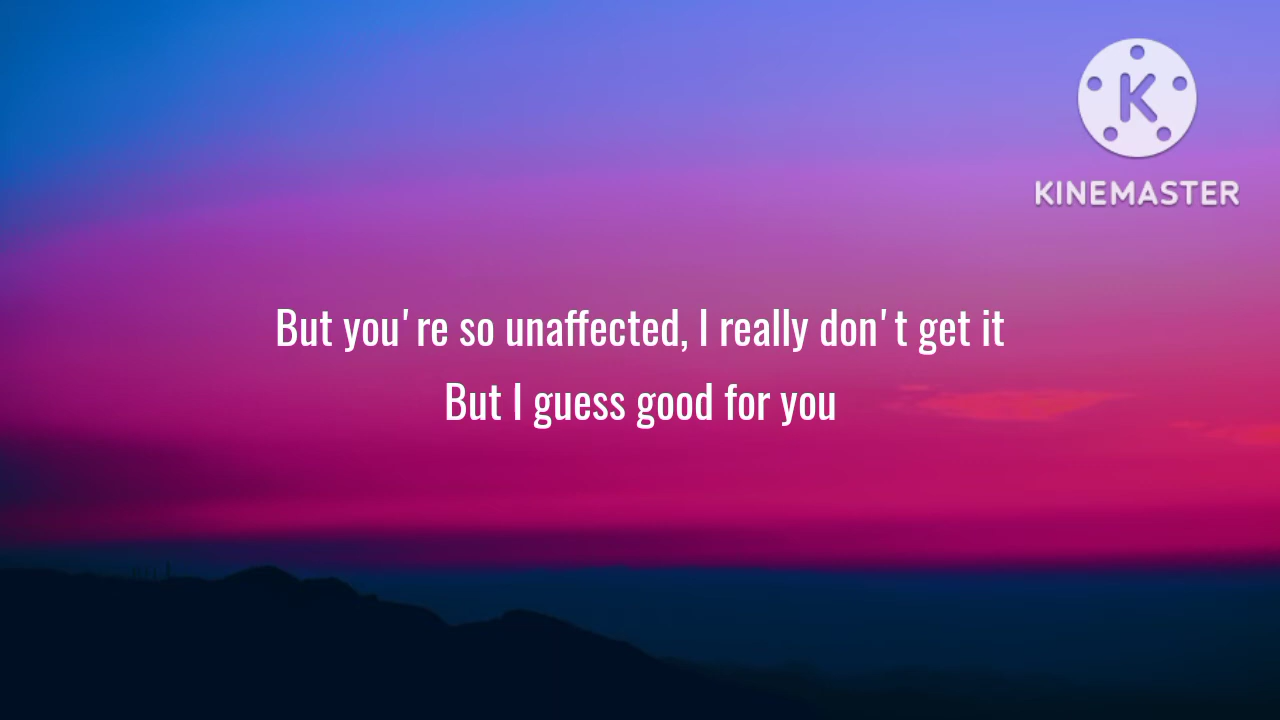 K
KINEMASTER
But you're so unaffected, I really don't get it
But I guess good for you